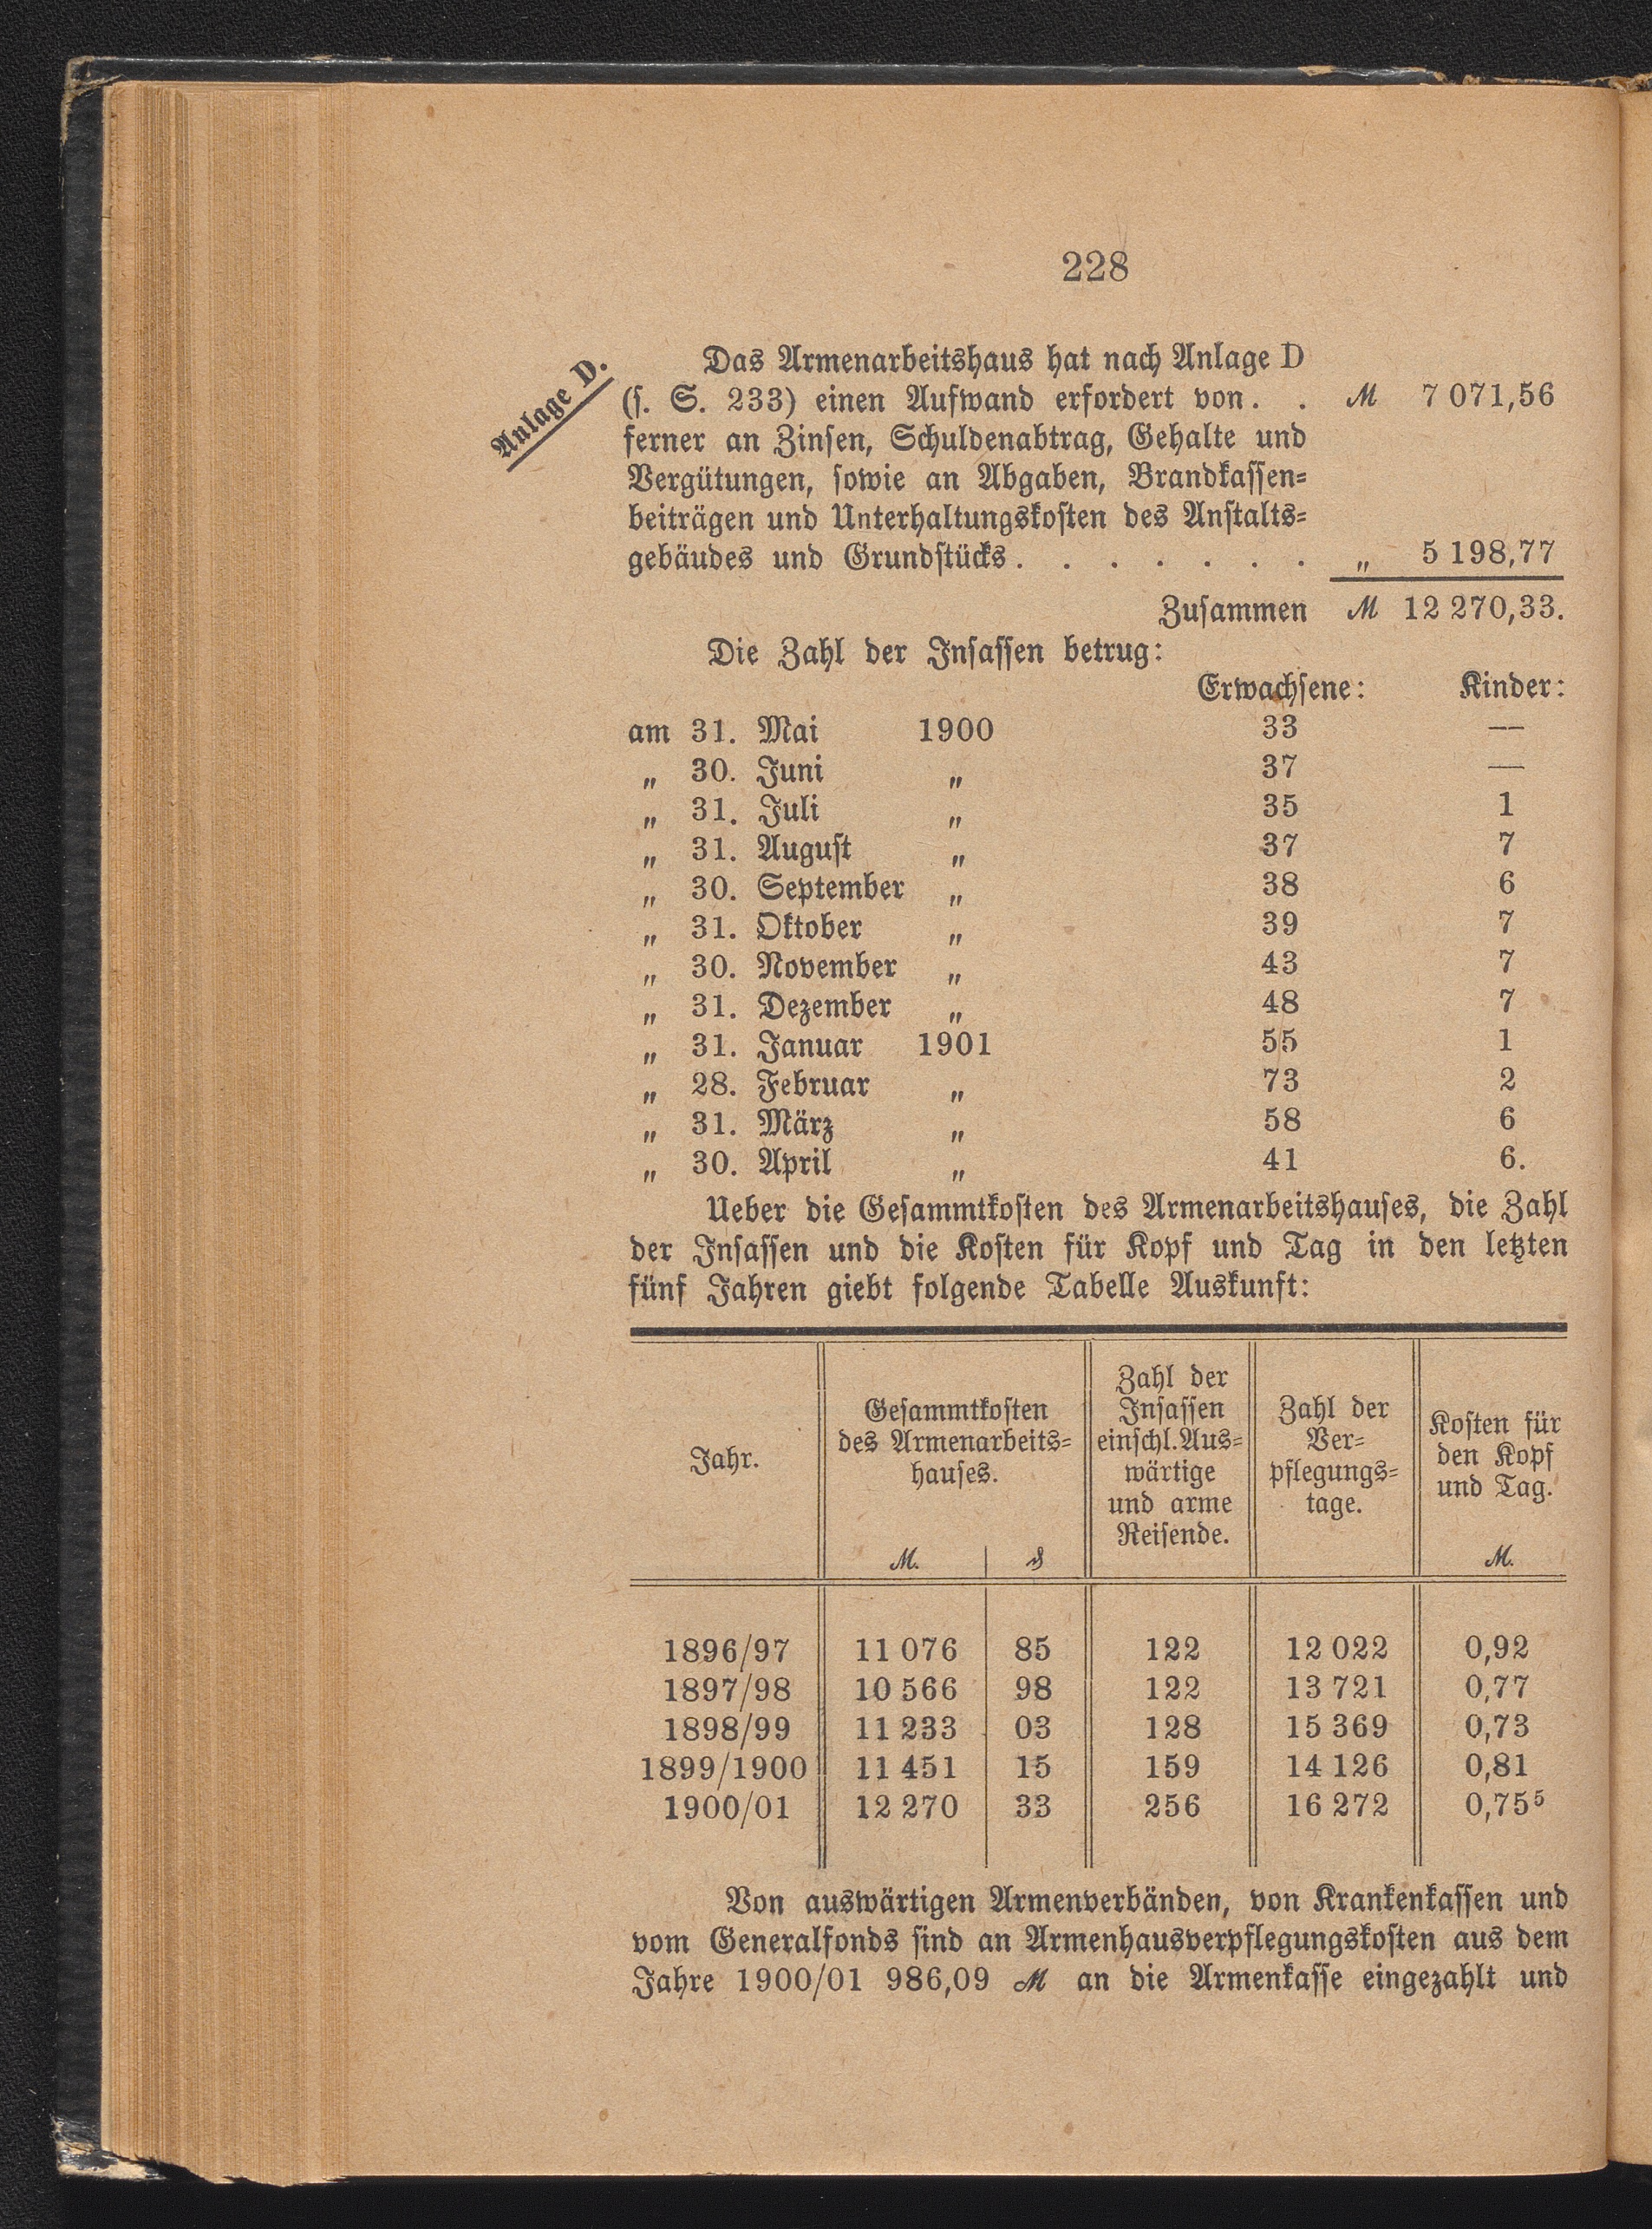 228
Anlage D.
Das Armenarbeitshaus hat nach Anlage D
(ſ. S. 233) einen Aufwand erfordert von. . ℳ 7 071,56
ferner an Zinſen, Schuldenabtrag, Gehalte und
Vergütungen, ſowie an Abgaben, Brandkaſſen=
beiträgen und Unterhaltungskoſten des Anſtalts=
gebäudes und Grundſtücks. . . . . . . „ 5 198,77
Zuſammen ℳ 12 270,33.
Die Zahl der Inſaſſen betrug:
Erwachſene: Kinder:
am 31. Mai 1900 33 —
„ 30. Juni „ 37 —
„ 31. Juli „ 35 1
„ 31. Auguſt „ 37 7
„ 30. September „ 38 6
„ 31. Oktober „ 39 7
„ 30. November „ 43 7
„ 31. Dezember „ 48 7
„ 31. Januar 1901 55 1
„ 28. Februar „ 73 2
„ 31. März „ 58 6
„ 30. April „ 41 6.
Ueber die Geſammtkoſten des Armenarbeitshauſes, die Zahl
der Inſaſſen und die Koſten für Kopf und Tag in den letzten
fünf Jahren giebt folgende Tabelle Auskunft:
Jahr.
Geſammtkoſten
des Armenarbeits=
hauſes.
ℳ. ₰
Zahl der
Inſaſſen
einſchl. Aus=
wärtige
und arme
Reiſende.
Zahl der
Ver=
pflegungs=
tage.
Koſten für
den Kopf
und Tag.
ℳ.
1896/97 11 076 85 122 12 022 0,92
1897/98 10 566 98 122 13 721 0,77
1898/99 11 233 03 128 15 369 0,73
1899/1900 11 451 15 159 14 126 0,81
1900/01 12 270 33 256 16 272 0,75⁵
Von auswärtigen Armenverbänden, von Krankenkaſſen und
vom Generalfonds ſind an Armenhausverpflegungskoſten aus dem
Jahre 1900/01 986,09 ℳ an die Armenkaſſe eingezahlt und